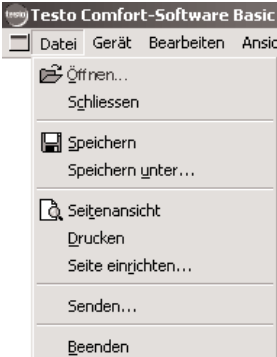 testo Testo Comfort-Software Basic
Datei Gerät Bearbeiten Ansic
Öffnen...
Schliessen
Speichern
Speichern unter...
Seitenansicht
Drucken
Seite einrichten...
Senden...
Beenden